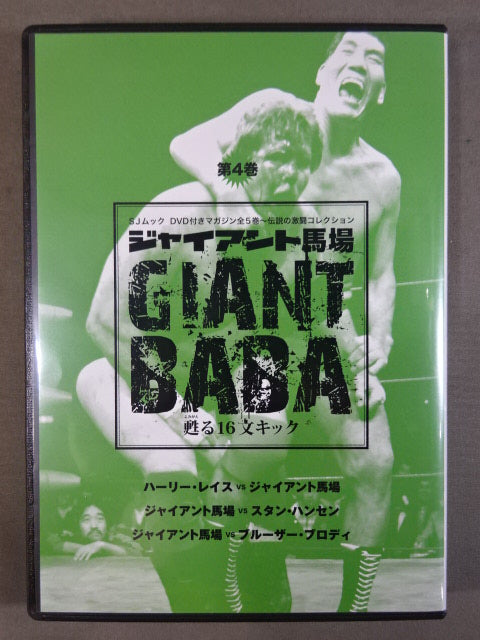 第4巻
SJムック DVD付きマガジン全5巻〜伝説の激闘コレクション
ジャイアント馬場
GIANT
BABA
よみがえ
甦る16文キック
ハーリー・レイス vs ジャイアント馬場
ジャイアント馬場 vs スタン・ハンセン
ジャイアント馬場 vs ブルーザー・ブロディ